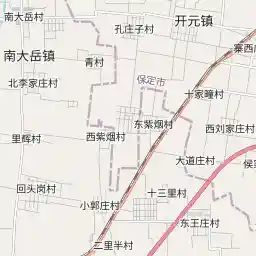 南大岳村
孔庄子村
开元镇
寨西
南大岳镇
青村
保定市
北李家庄村
十家疃村
东紫烟村
西刘家庄村
里辉村
西紫烟村
大道庄村
侯家
回头岗村
十三里村
小郭庄村
东王庄村
二里半村